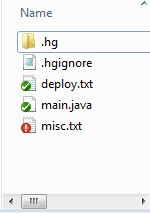 Name
.hg
.hgignore
deploy.txt
main.java
misc.txt